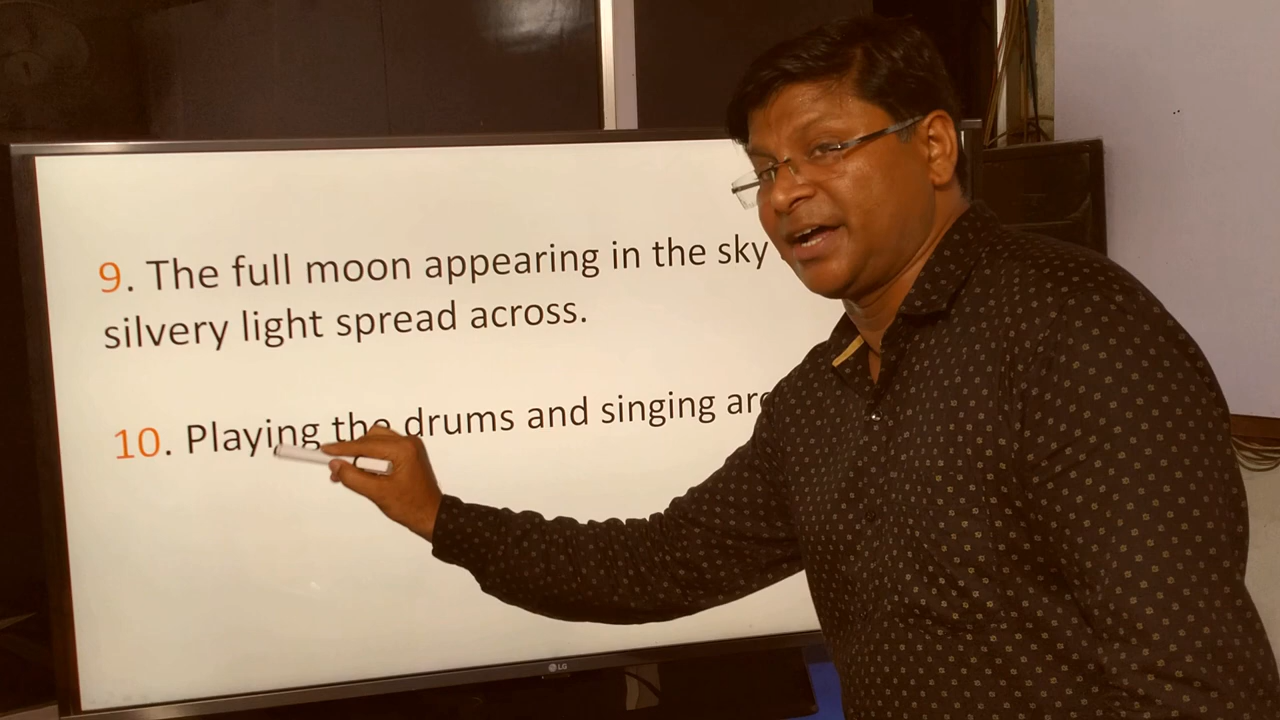 9. The full moon appearing in the sky
silvery light spread across.
10. Playing the drums and singing
LG